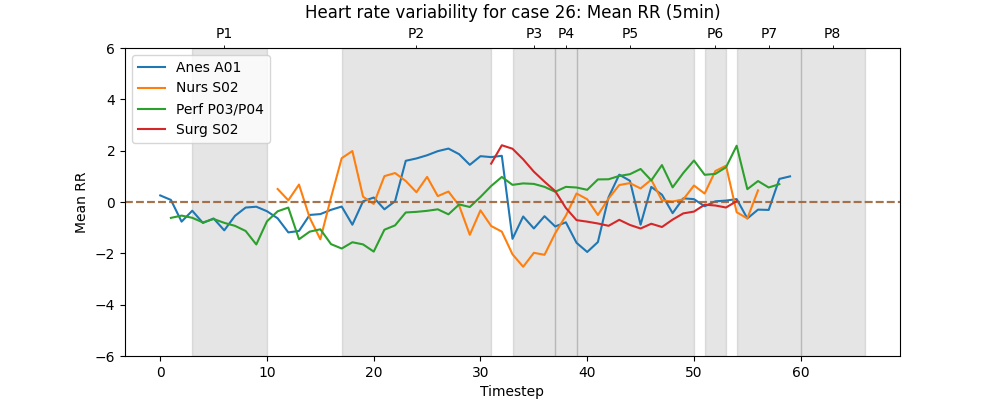 Heart rate variability for case 26: Mean RR (5min)
P1 P2 P3 P4 P5 P6 P7 P8
Anes A01
Nurs S02
Perf P03/P04
Surg S02
Mean RR
6
4
2
0
−2
−4
−6
0 10 20 30 40 50 60
Timestep